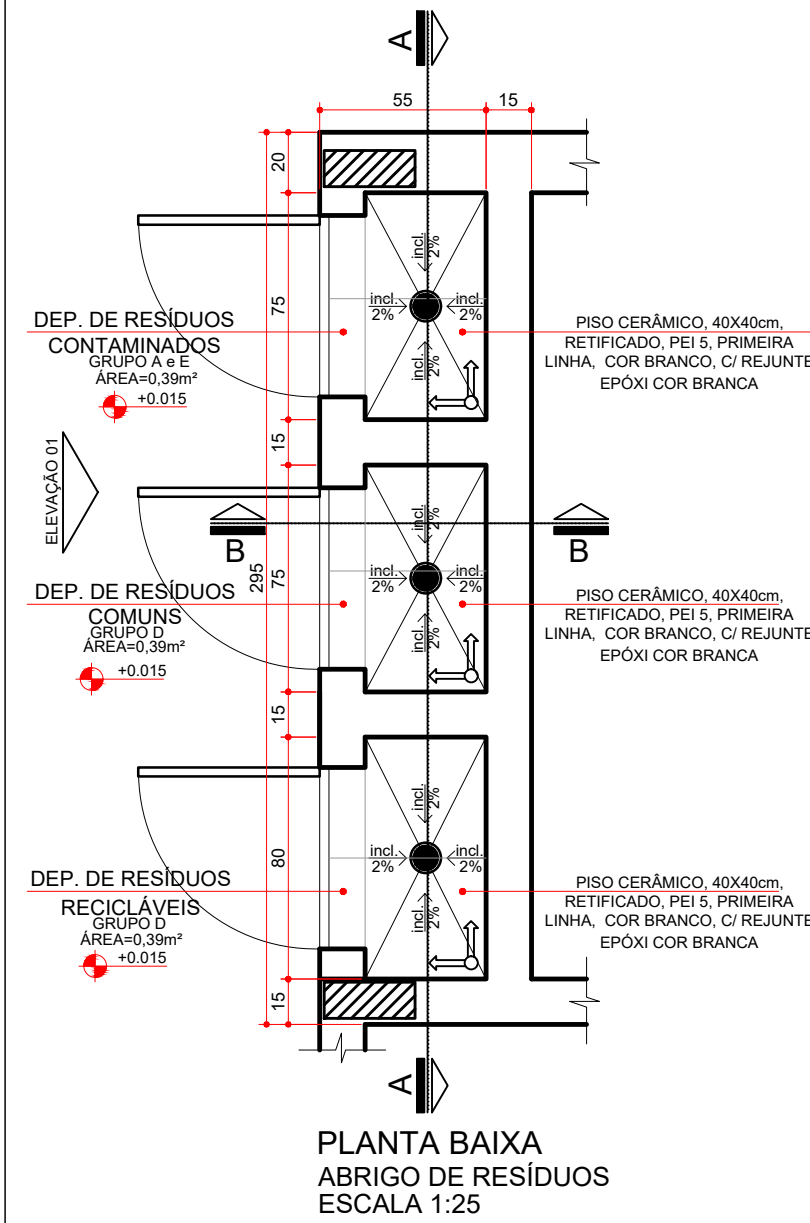 A
55
15
20
incl.
2%
incl.
2%
incl.
2%
incl.
2%
75
DEP. DE RESÍDUOS
CONTAMINADOS
GRUPO A e E
ÁREA=0,39m²
+0.015
PISO CERÂMICO, 40X40cm,
RETIFICADO, PEI 5, PRIMEIRA
LINHA, COR BRANCO, C/ REJUNTE
EPÓXI COR BRANCA
15
ELEVAÇÃO 01
B
B
295
75
incl.
2%
incl.
2%
incl.
2%
incl.
2%
DEP. DE RESÍDUOS
COMUNS
GRUPO D
ÁREA=0,39m²
+0.015
PISO CERÂMICO, 40X40cm,
RETIFICADO, PEI 5, PRIMEIRA
LINHA, COR BRANCO, C/ REJUNTE
EPÓXI COR BRANCA
15
80
incl.
2%
incl.
2%
incl.
2%
incl.
2%
DEP. DE RESÍDUOS
RECICLÁVEIS
GRUPO D
ÁREA=0,39m²
+0.015
PISO CERÂMICO, 40X40cm,
RETIFICADO, PEI 5, PRIMEIRA
LINHA, COR BRANCO, C/ REJUNTE
EPÓXI COR BRANCA
15
A
PLANTA BAIXA
ABRIGO DE RESÍDUOS
ESCALA 1:25